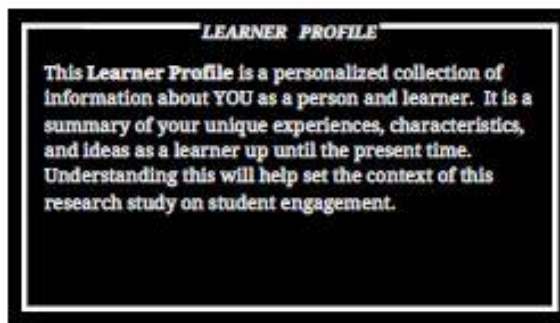 LEARNER PROFILE
This Learner Profile is a personalized collection of
information about YOU as a person and learner. It is a
summary of your unique experiences, characteristics,
and ideas as a learner up until the present time.
Understanding this will help set the context of this
research study on student engagement.